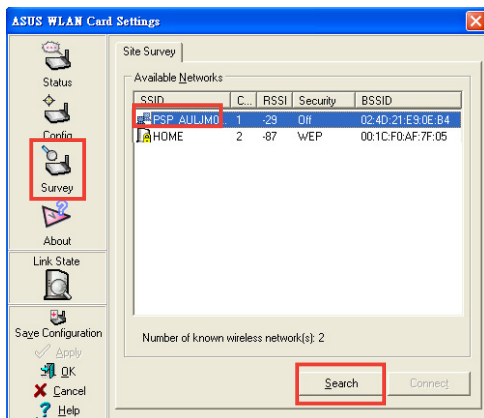 ASUS WLAN Card Settings
Status
Config
Survey
About
Link State
Save Configuration
Apply
OK
Cancel
Help
Site Survey
Available Networks
SSID C... RSSI Security BSSID
PSP_AULJM0... 1 -29 Off 02:4D:21:E9:0E:B4
HOME 2 -87 WEP 00:1C:F0:AF:7F:05
Number of known wireless network(s): 2
Search
Connect